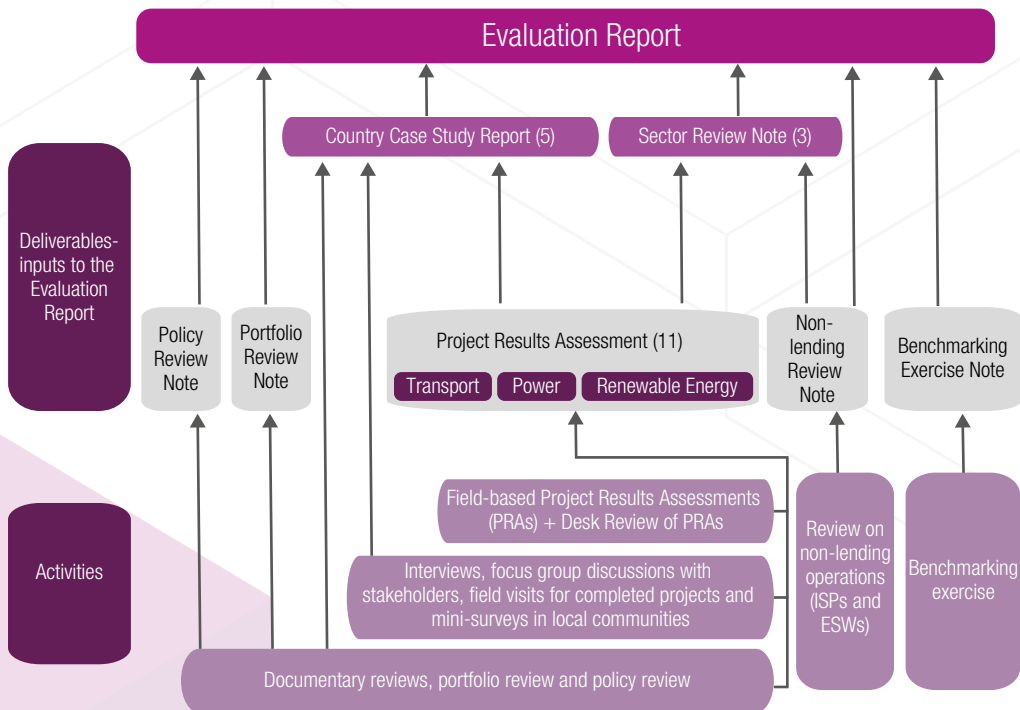 Evaluation Report
Country Case Study Report (5)
Sector Review Note (3)
Deliverables-
inputs to the
Evaluation
Report
Policy
Review
Note
Portfolio
Review
Note
Project Results Assessment (11)
Transport
Power
Renewable Energy
Non-
lending
Review
Note
Benchmarking
Exercise Note
Activities
Field-based Project Results Assessments
(PRAs) + Desk Review of PRAs
Interviews, focus group discussions with
stakeholders, field visits for completed projects and
mini-surveys in local communities
Documentary reviews, portfolio review and policy review
Review on
non-lending
operations
(ISPs and
ESWs)
Benchmarking
exercise